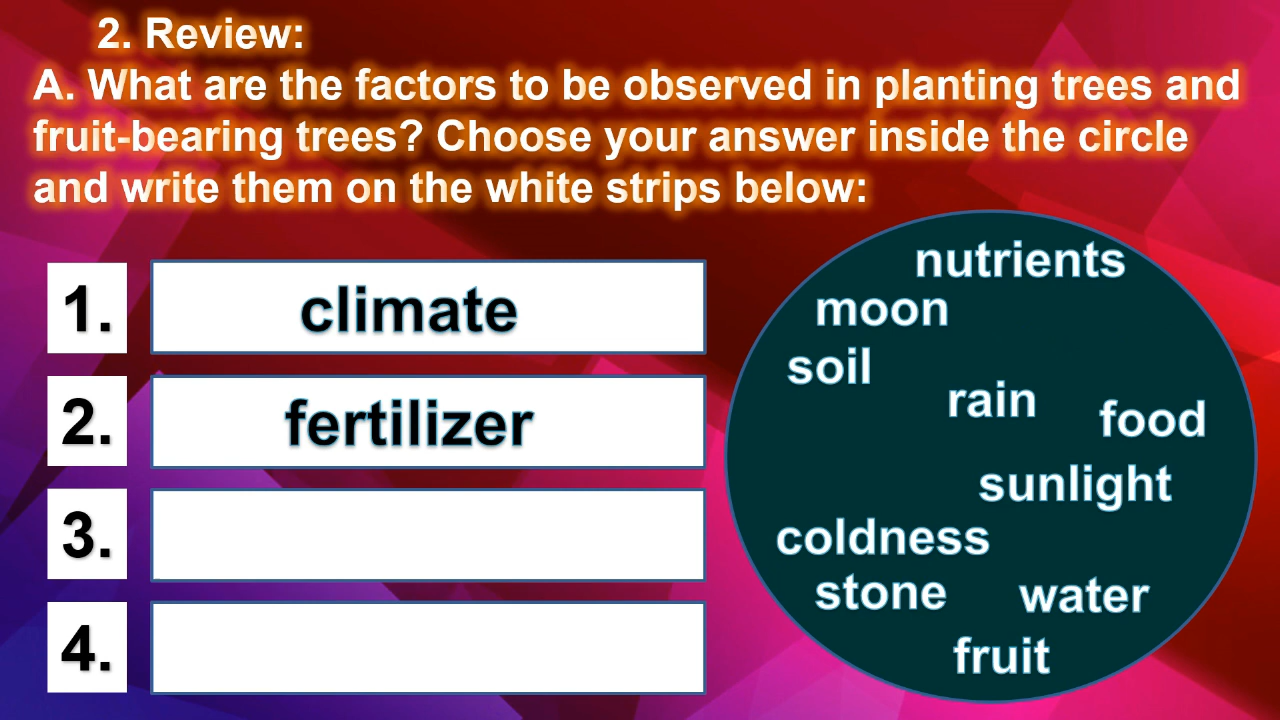 2. Review:
A. What are the factors to be observed in planting trees and
fruit-bearing trees? Choose your answer inside the circle
and write them on the white strips below:
1. climate
2. fertilizer
3.
4.
nutrients
moon
soil
rain
food
sunlight
coldness
stone water
fruit